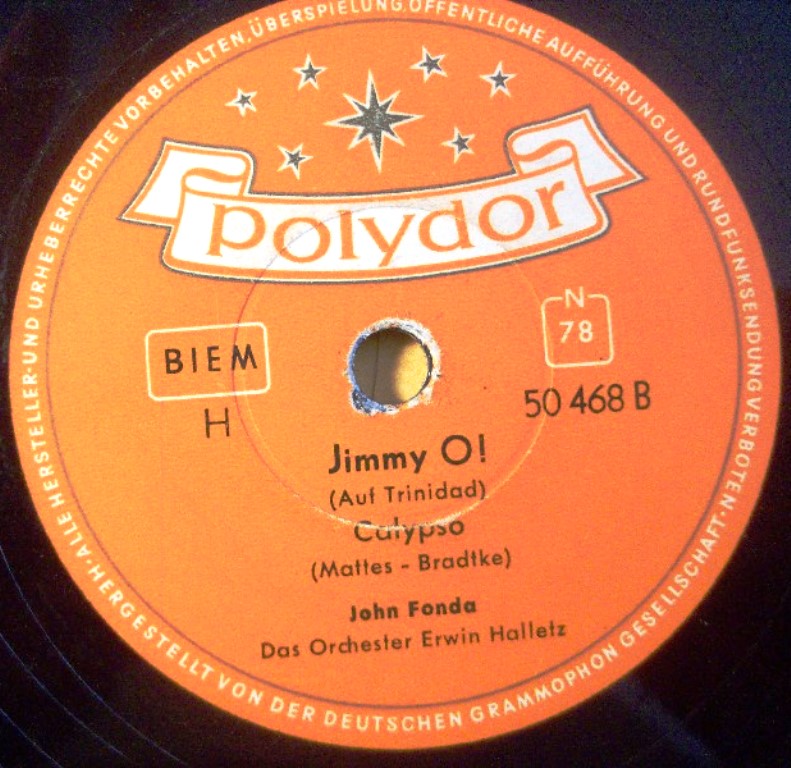 polydor
BIEM
N
78
H
50 468 B
Jimmy O!
(Auf Trinidad)
Calypso
(Mattes - Bradtke)
John Fonda
Das Orchester Erwin Halletz
ALLE HERSTELLER-UND URHEBERRECHTE VORBEHALTEN, ÜBERSPIELUNG, ÖFFENTLICHE AUFFÜHRUNG UND RUNDFUNKSENDUNG VERBOTEN · HERGESTELLT VON DER DEUTSCHEN GRAMMOPHON GESELLSCHAFT ·